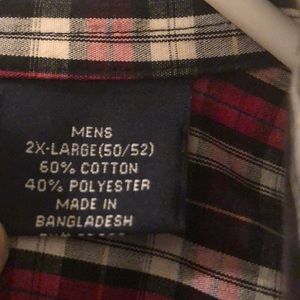 MENS
2X-LARGE(50/52)
60% COTTON
40% POLYESTER
MADE IN
BANGLADESH